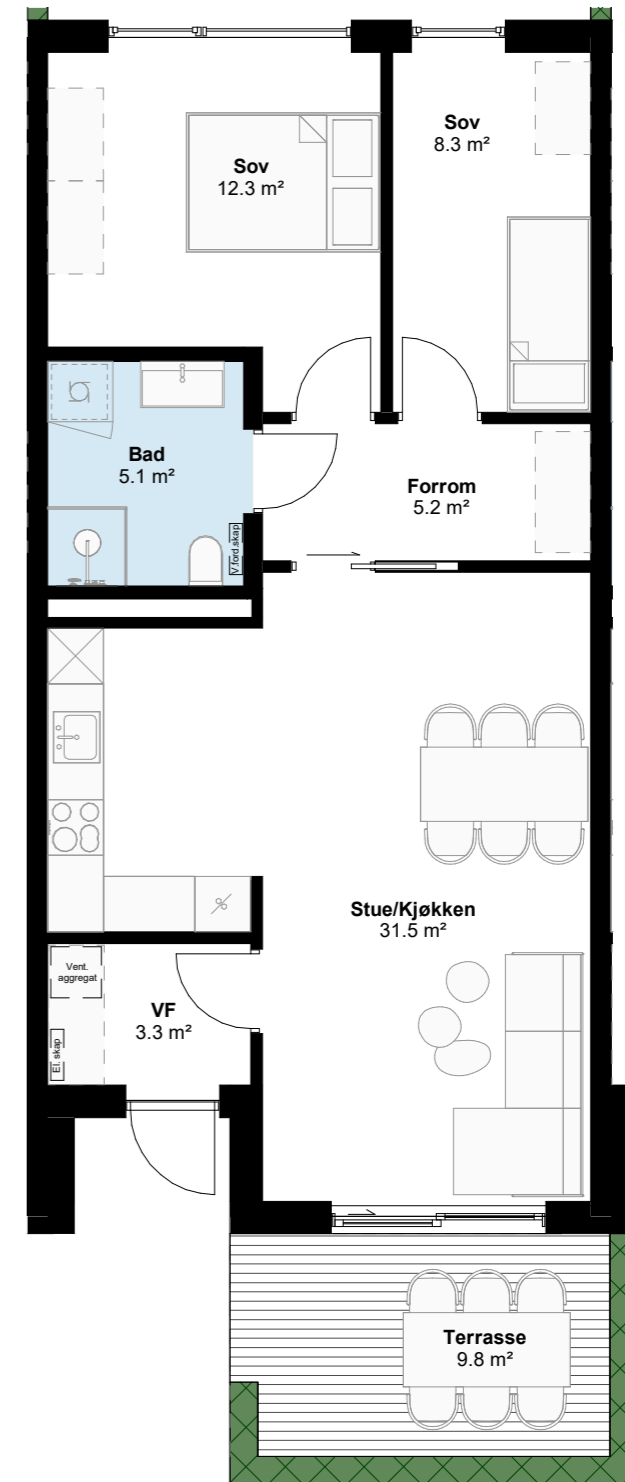 Sov
8.3 m²
Sov
12.3 m²
Bad
5.1 m²
Forrom
5.2 m²
V.ford.skap
Stue/Kjøkken
31.5 m²
Vent.
aggregat
VF
3.3 m²
El. skap
Terrasse
9.8 m²